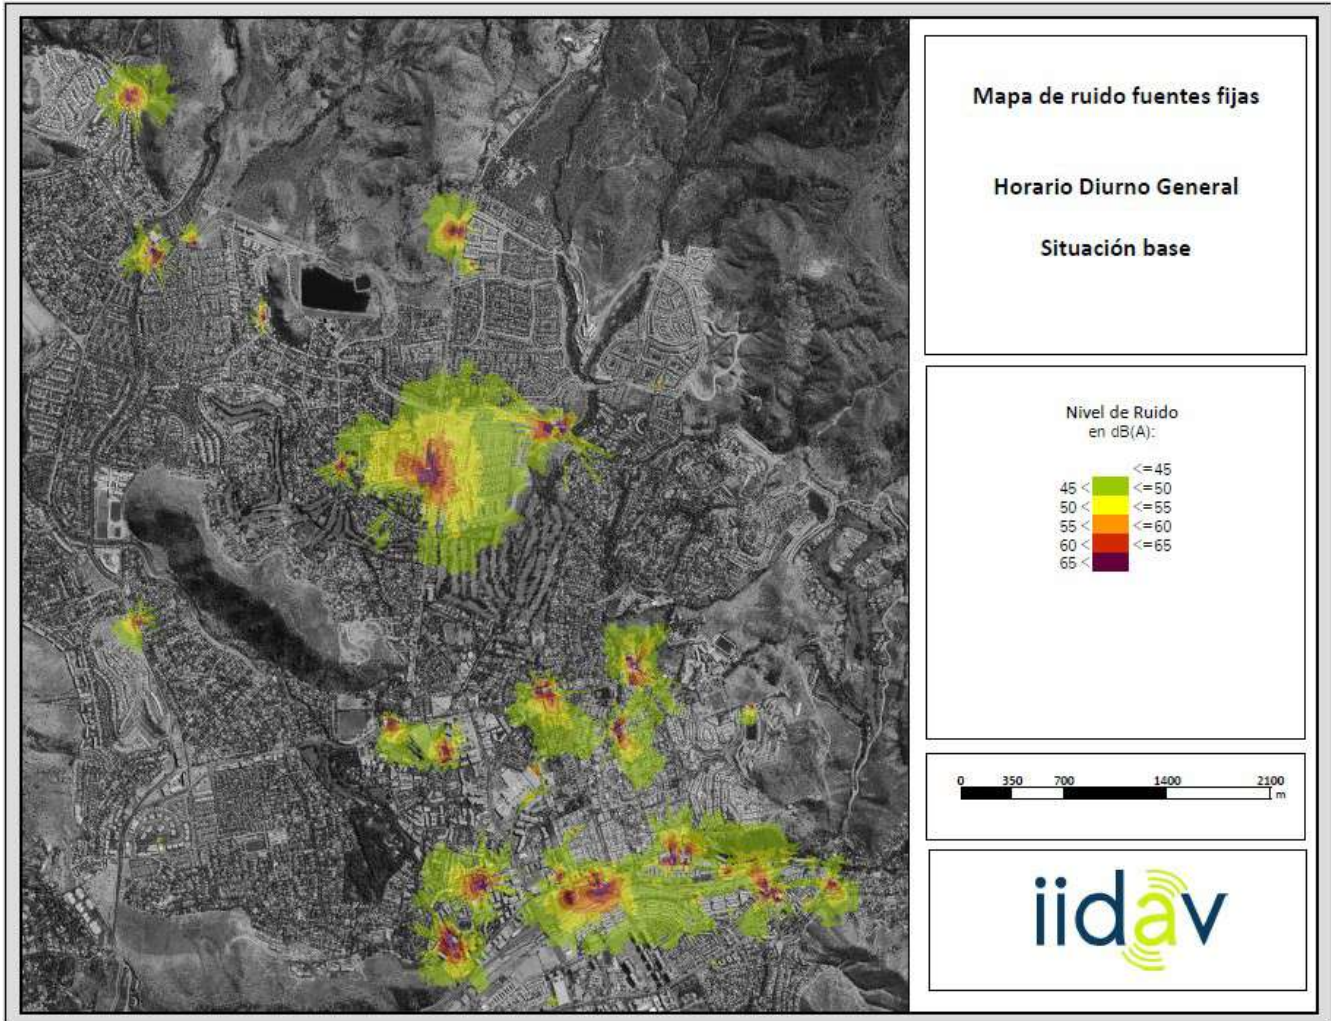 Mapa de ruido fuentes fijas
Horario Diurno General
Situación base
Nivel de Ruido
en dB(A):
<=45
45 < <=50
50 < <=55
55 < <=60
60 < <=65
65 <
0 350 700 1400 2100
m
iidav